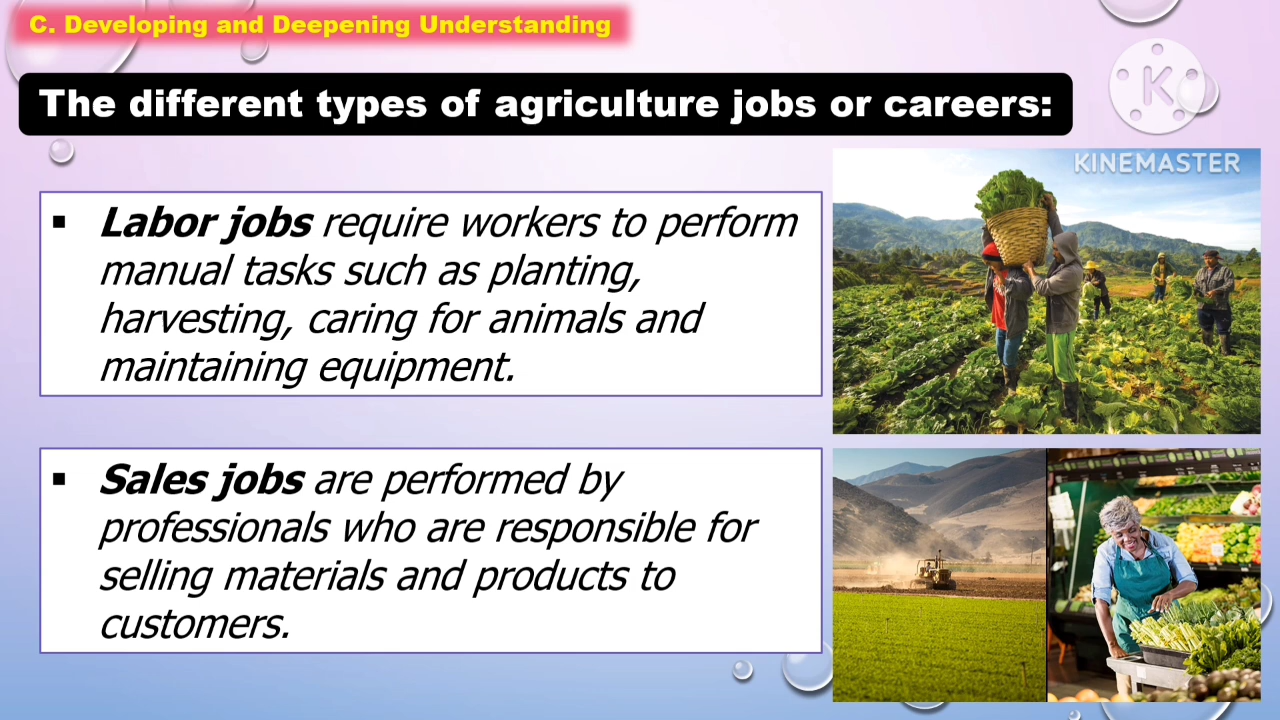 C. Developing and Deepening Understanding
The different types of agriculture jobs or careers:
K
KINEMASTER
▪ Labor jobs require workers to perform
manual tasks such as planting,
harvesting, caring for animals and
maintaining equipment.
▪ Sales jobs are performed by
professionals who are responsible for
selling materials and products to
customers.